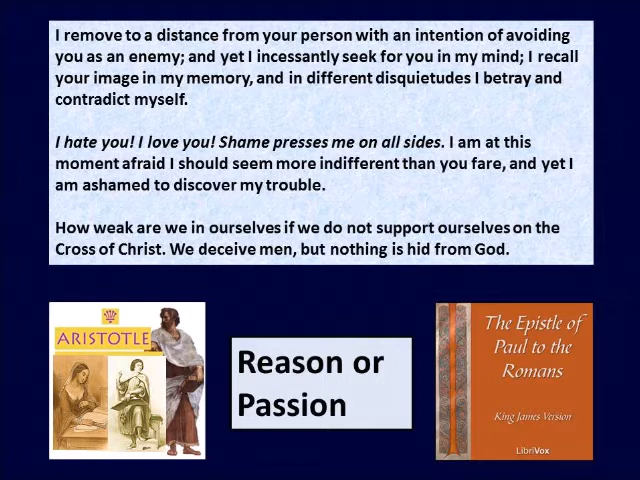 I remove to a distance from your person with an intention of avoiding
you as an enemy; and yet I incessantly seek for you in my mind; I recall
your image in my memory, and in different disquietudes I betray and
contradict myself.
I hate you! I love you! Shame presses me on all sides. I am at this
moment afraid I should seem more indifferent than you fare, and yet I
am ashamed to discover my trouble.
How weak are we in ourselves if we do not support ourselves on the
Cross of Christ. We deceive men, but nothing is hid from God.
ARISTOTLE
Reason or
Passion
The Epistle of
Paul to the
Romans
King James Version
LibriVox